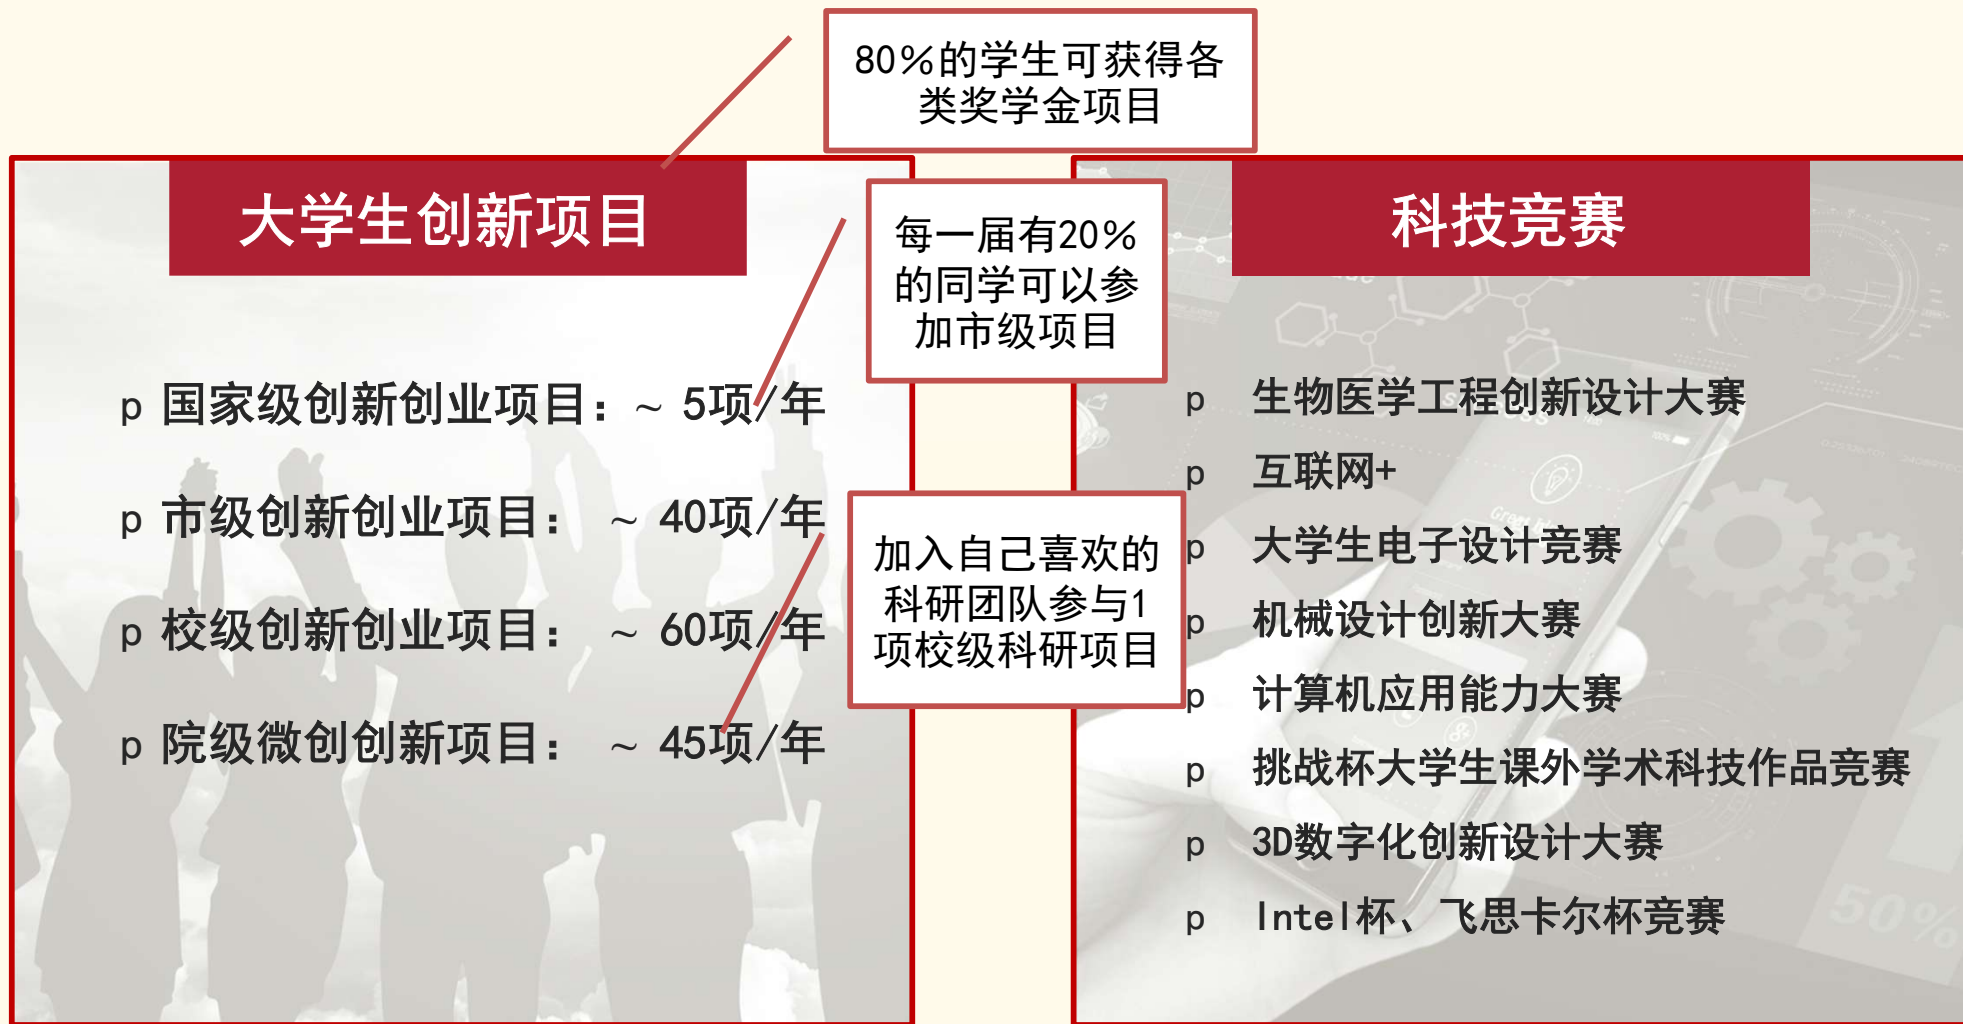 80%的学生可获得各
类奖学金项目
大学生创新项目
p 国家级创新创业项目：~ 5项/年
p 市级创新创业项目： ~ 40项/年
p 校级创新创业项目： ~ 60项/年
p 院级微创创新项目： ~ 45项/年
每一届有20%
的同学可以参
加市级项目
加入自己喜欢的
科研团队参与1
项校级科研项目
科技竞赛
p 生物医学工程创新设计大赛
p 互联网+
p 大学生电子设计竞赛
p 机械设计创新大赛
p 计算机应用能力大赛
p 挑战杯大学生课外学术科技作品竞赛
p 3D数字化创新设计大赛
p Intel杯、飞思卡尔杯竞赛
50%